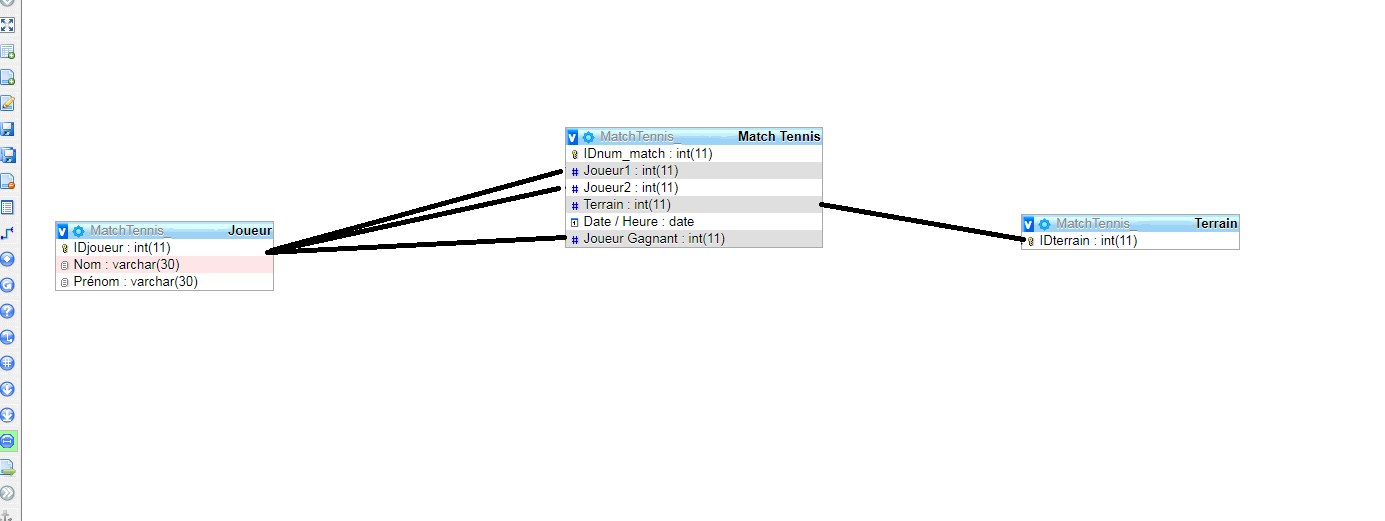 MatchTennis_ Joueur
IDjoueur : int(11)
Nom : varchar(30)
Prénom : varchar(30)
MatchTennis_ Match Tennis
IDnum_match : int(11)
Joueur1 : int(11)
Joueur2 : int(11)
Terrain : int(11)
Date / Heure : date
Joueur Gagnant : int(11)
MatchTennis_ Terrain
IDterrain : int(11)